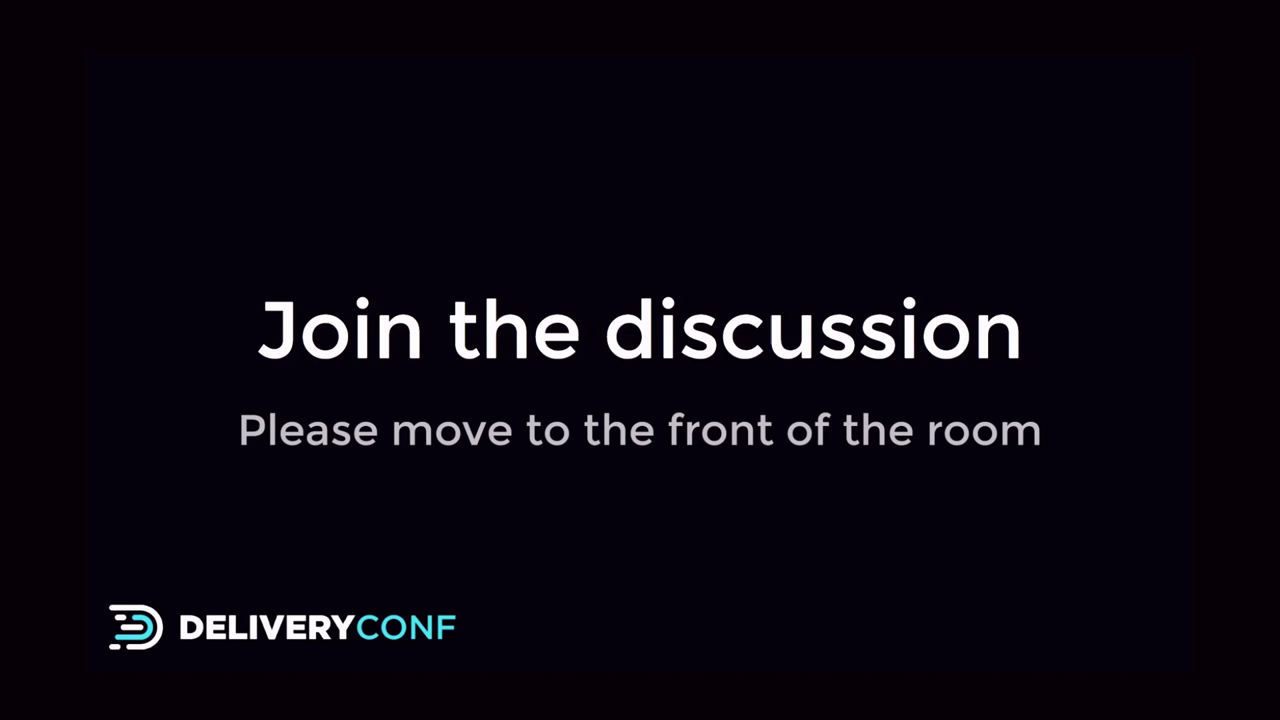 Join the discussion
Please move to the front of the room
DELIVERYCONF